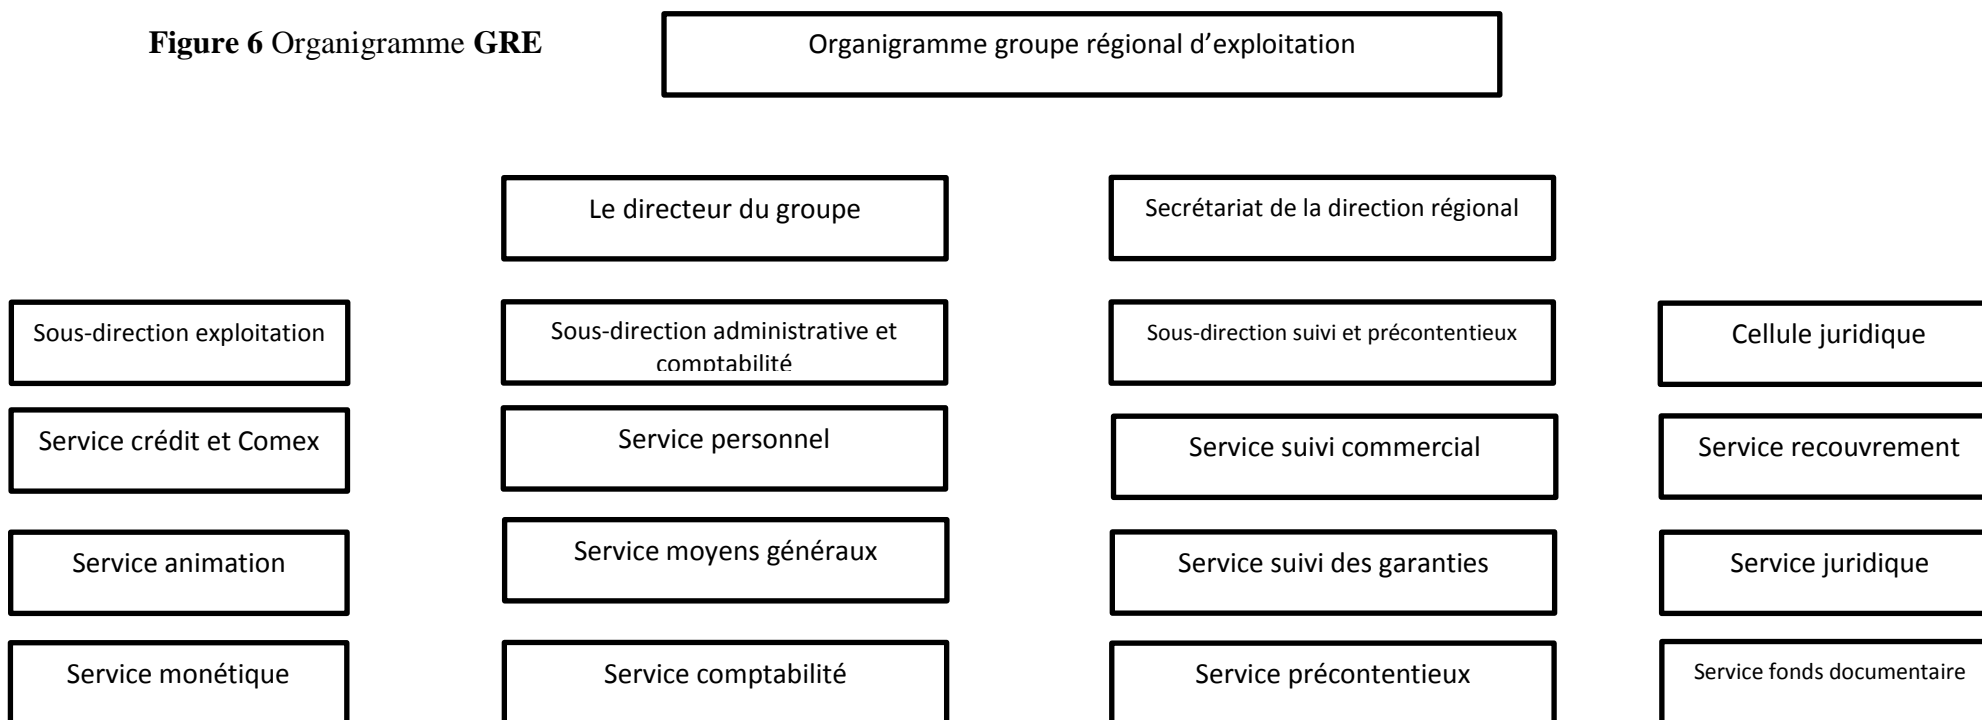 Figure 6 Organigramme GRE
Organigramme groupe régional d’exploitation
Le directeur du groupe
Secrétariat de la direction régional
Sous-direction exploitation
Sous-direction administrative et
comptabilité
Sous-direction suivi et précontentieux
Cellule juridique
Service crédit et Comex
Service personnel
Service suivi commercial
Service recouvrement
Service animation
Service moyens généraux
Service suivi des garanties
Service juridique
Service monétique
Service comptabilité
Service précontentieux
Service fonds documentaire